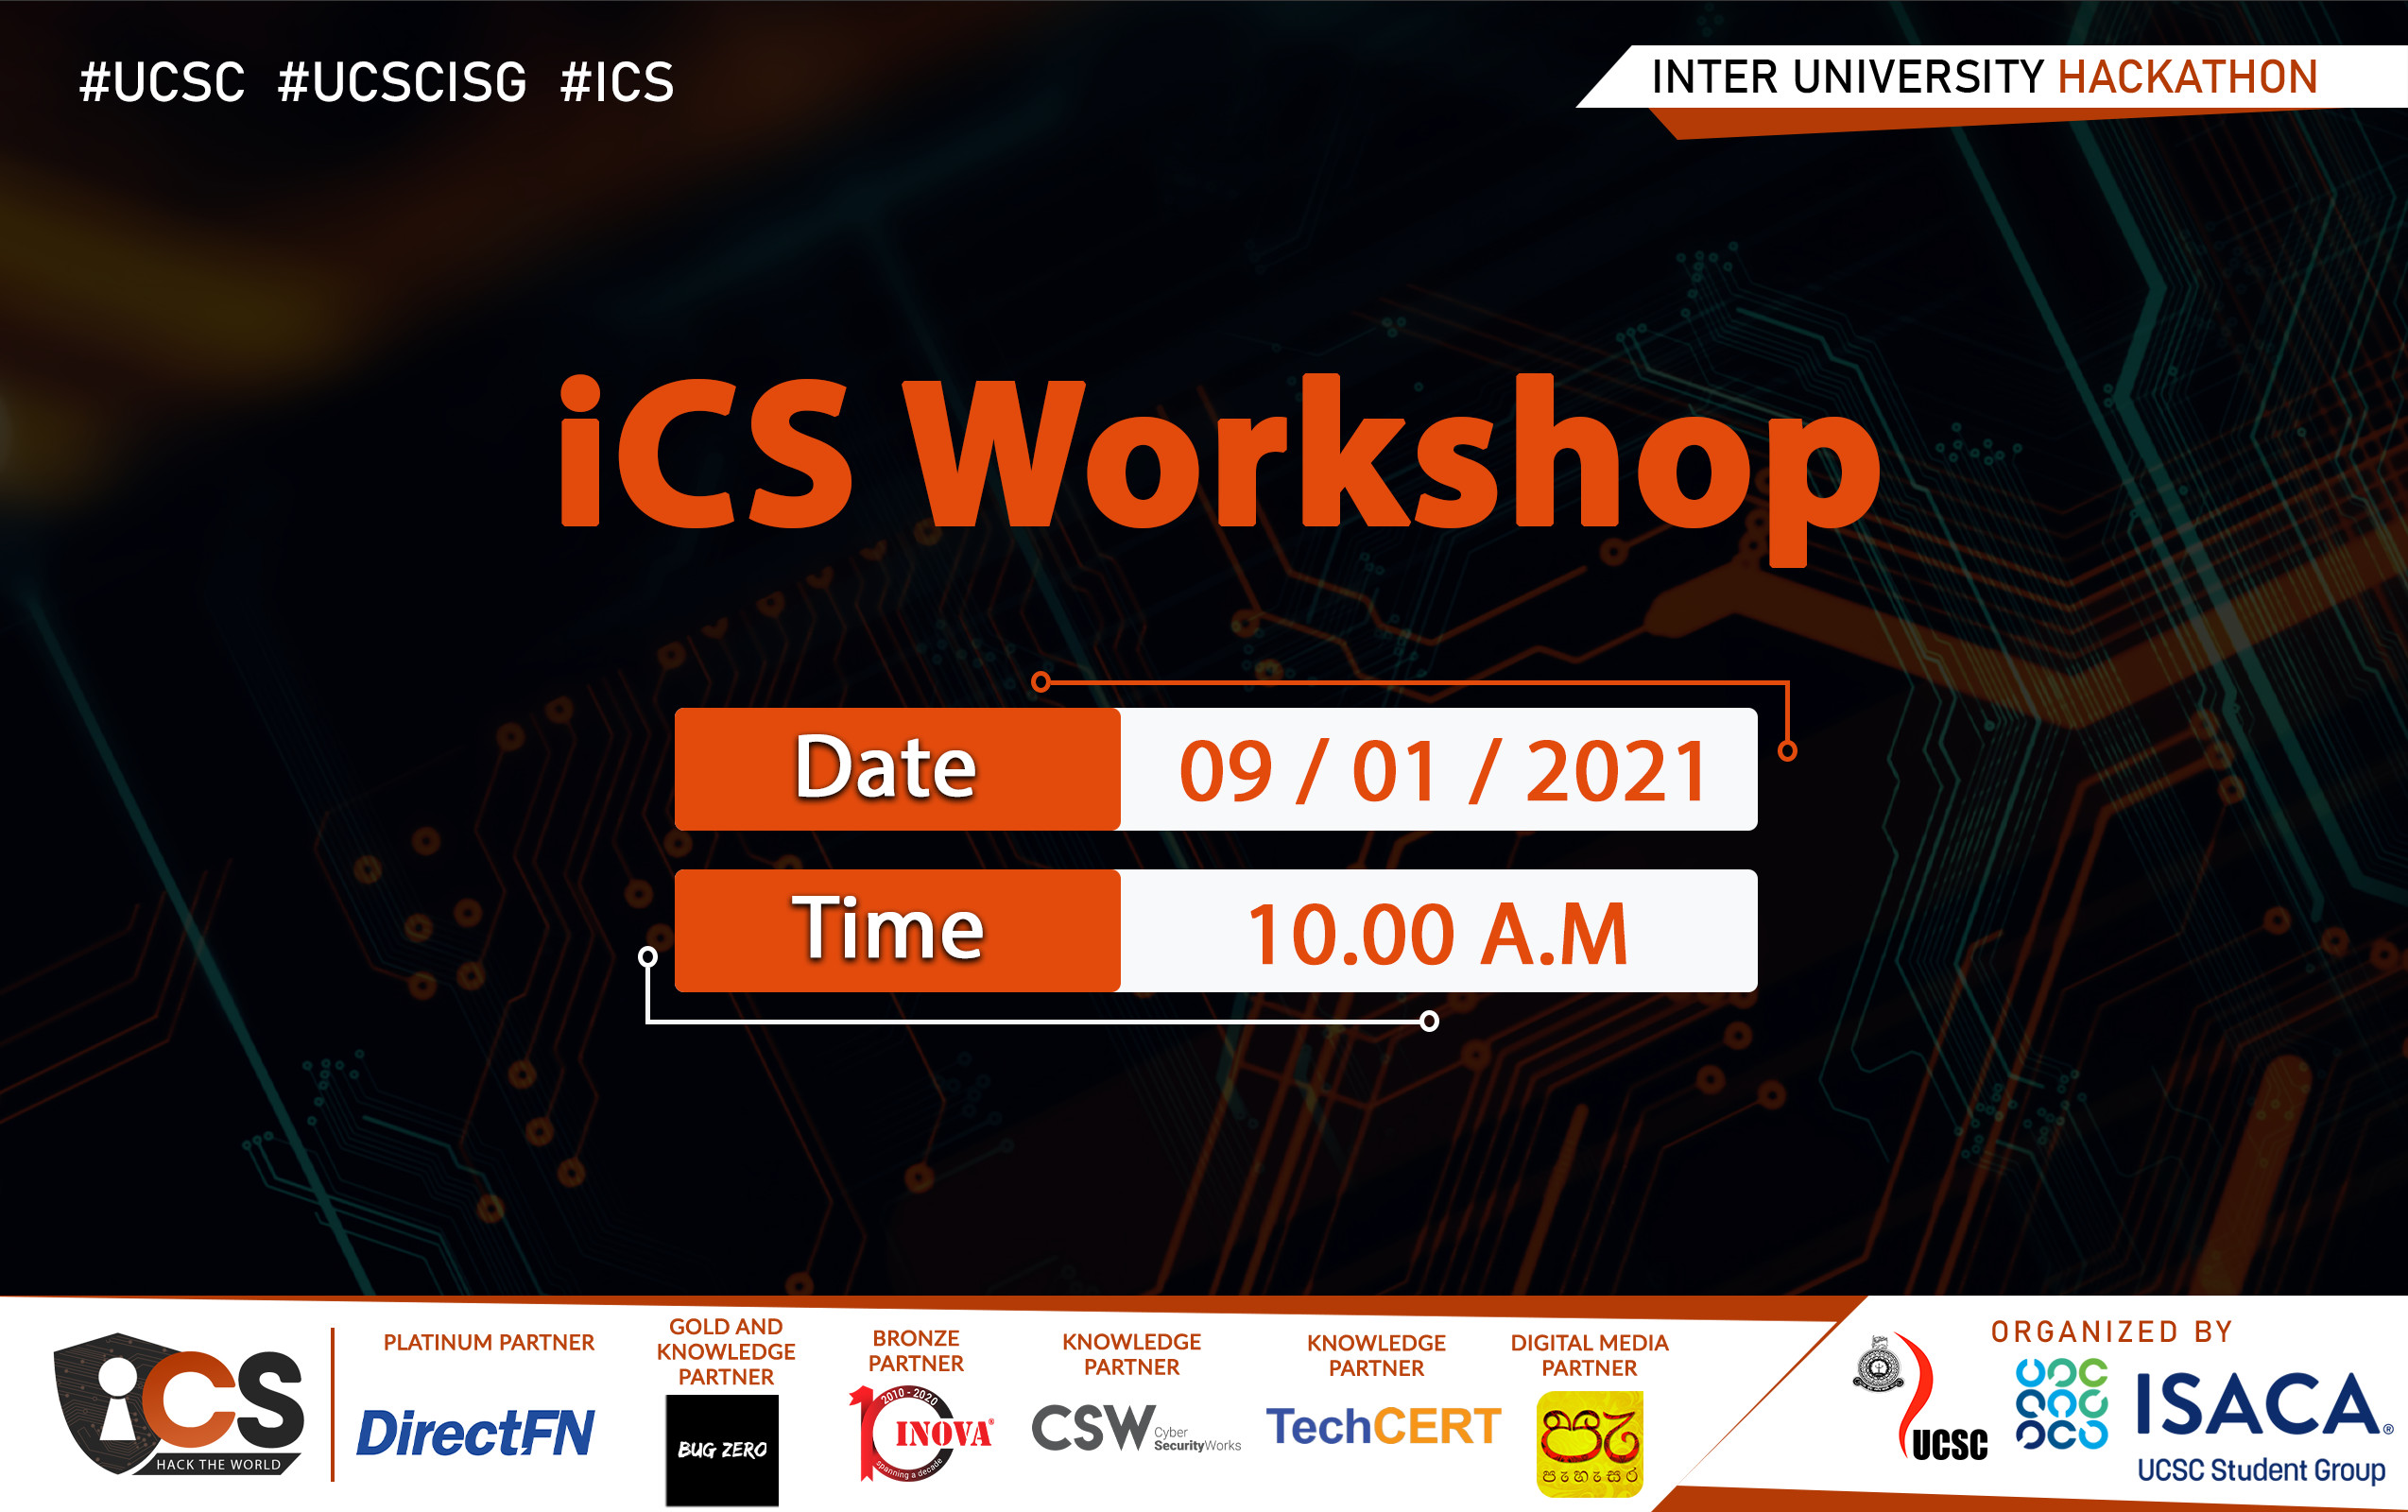 #UCSC #UCSCISG #ICS
INTER UNIVERSITY HACKATHON
iCS Workshop
Date
09 / 01 / 2021
Time
10.00 A.M
iCS
HACK THE WORLD
PLATINUM PARTNER
DirectFN
GOLD AND
KNOWLEDGE
PARTNER
BUG ZERO
BRONZE
PARTNER
10
2010 - 2020
INOVA®
spanning a decade
KNOWLEDGE
PARTNER
CSW Cyber
SecurityWorks
KNOWLEDGE
PARTNER
TechCERT
DIGITAL MEDIA
PARTNER
පැ
පැහැසර
ORGANIZED BY
UCSC
ISACA®
UCSC Student Group